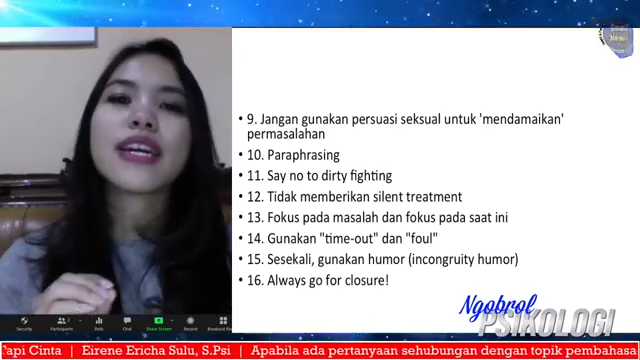 • 9. Jangan gunakan persuasi seksual untuk 'mendamaikan'
permasalahan
• 10. Paraphrasing
• 11. Say no to dirty fighting
• 12. Tidak memberikan silent treatment
• 13. Fokus pada masalah dan fokus pada saat ini
• 14. Gunakan "time-out" dan "foul"
• 15. Sesekali, gunakan humor (incongruity humor)
• 16. Always go for closure!
Ngobrol
PSIKOLOGI
Security Participants Polls Chat Share Screen Record Breakout
Tapi Cinta | Eirene Ericha Sulu, S.Psi | Apabila ada pertanyaan sehubungan dengan topik pembahasa